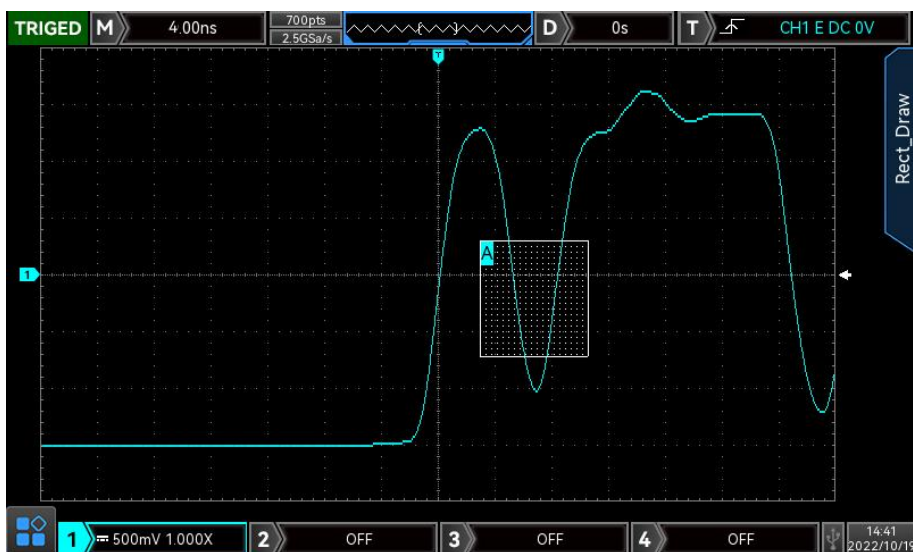 TRIGED
M
4.00ns
700pts
2.5GSa/s
D
0s
T
CH1 E DC 0V
T
Rect_Draw
A
1
1
500mV 1.000X
2
OFF
3
OFF
4
OFF
14:41
2022/10/19